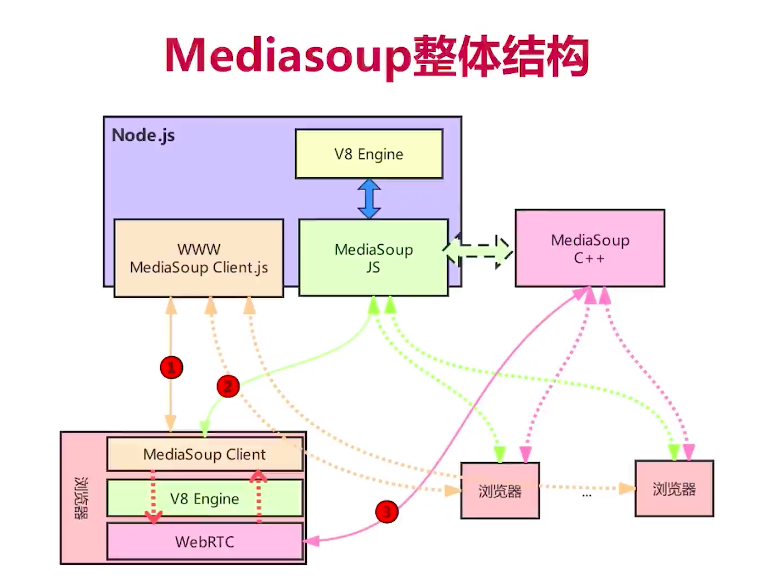 Mediasoup整体结构
Node.js
V8 Engine
WWW
MediaSoup Client.js
MediaSoup
JS
MediaSoup
C++
1
2
浏览器
MediaSoup Client
V8 Engine
WebRTC
3
浏览器
...
浏览器